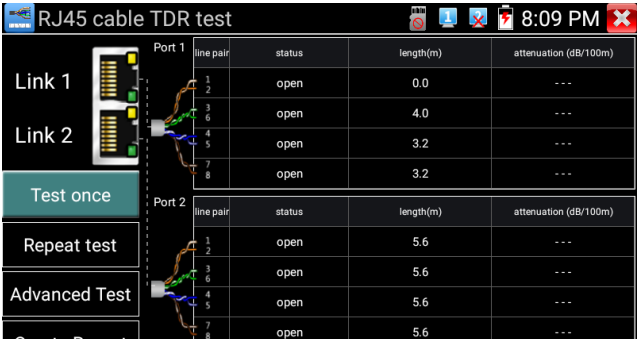 RJ45 cable TDR test
8:09 PM
Link 1
Link 2
Test once
Repeat test
Advanced Test
Port 1
line pair status length(m) attenuation (dB/100m)
1 2 open 0.0 ---
3 6 open 4.0 ---
4 5 open 3.2 ---
7 8 open 3.2 ---
Port 2
line pair status length(m) attenuation (dB/100m)
1 2 open 5.6 ---
3 6 open 5.6 ---
4 5 open 5.6 ---
7 8 open 5.6 ---